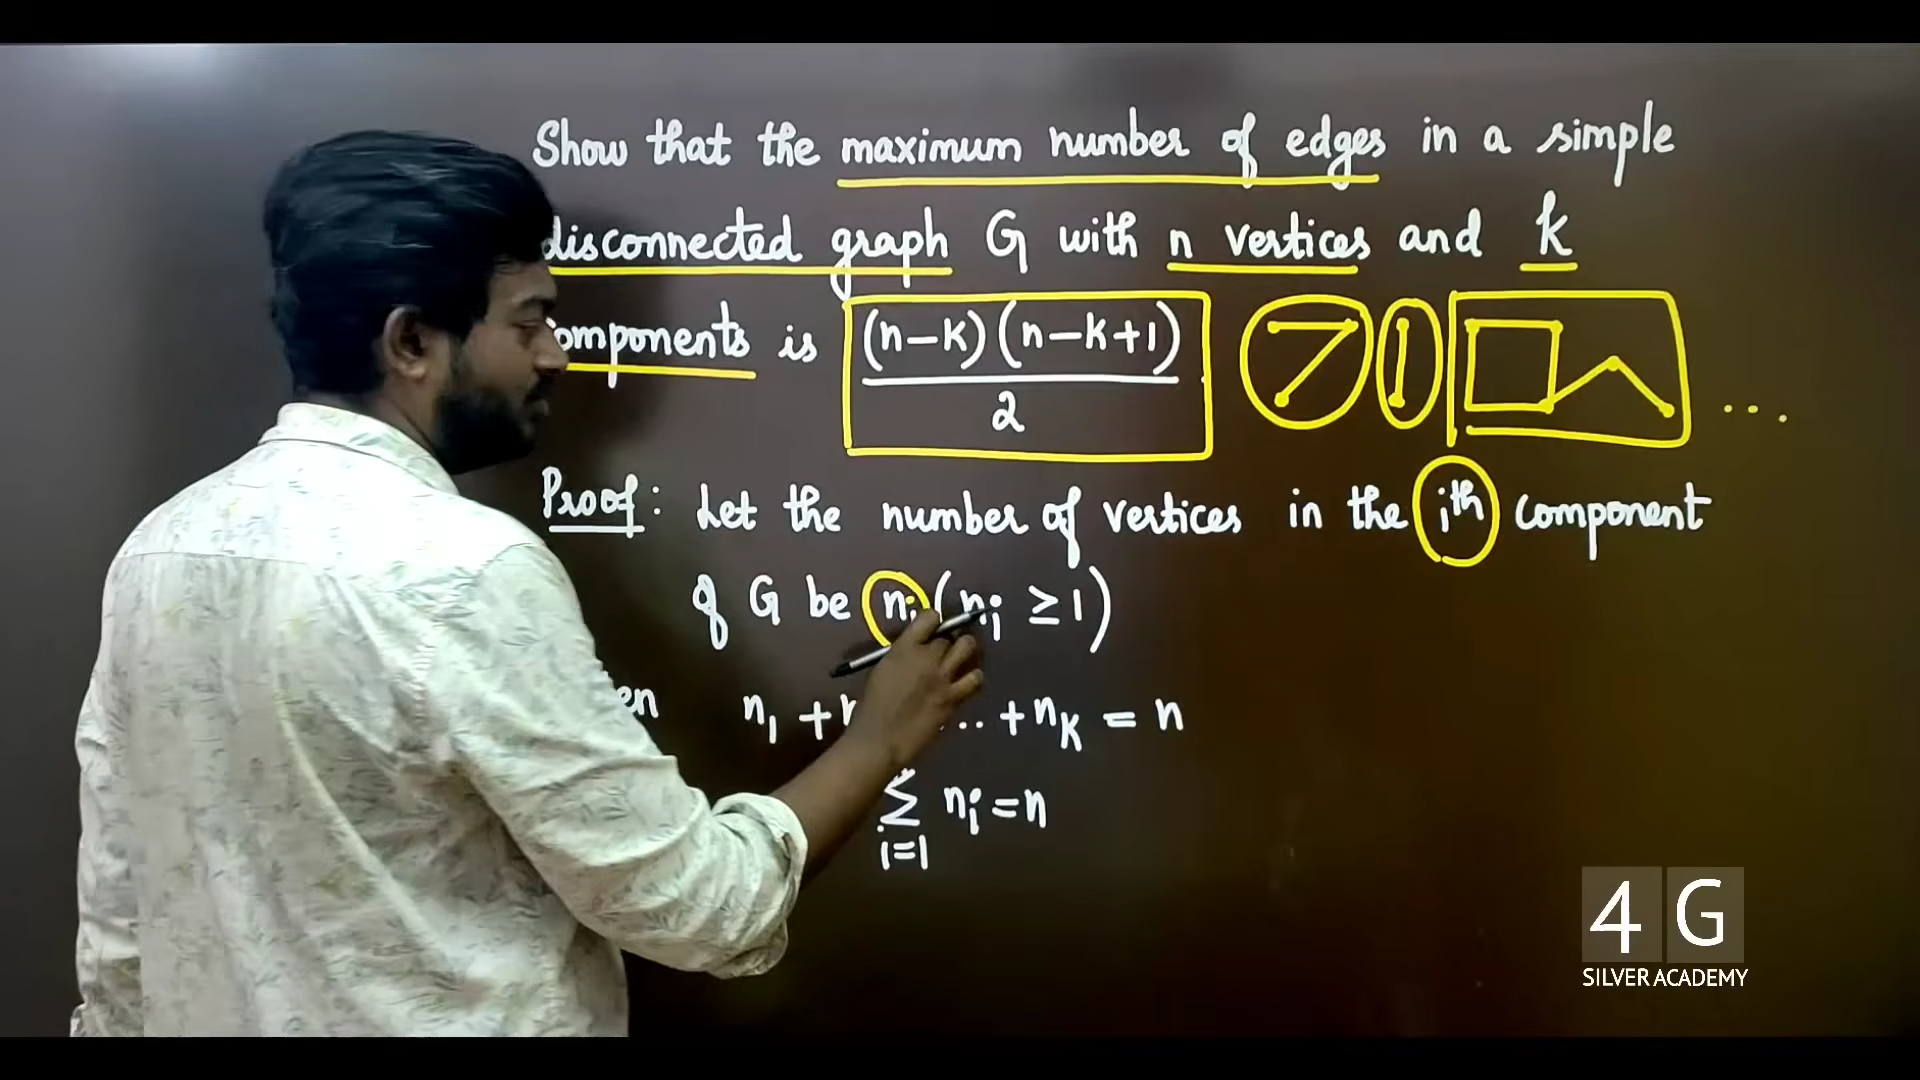 Show that the maximum number of edges in a simple
disconnected graph G with n vertices and k
components is (n-k)(n-k+1)/2 ...
Proof: Let the number of vertices in the ith component
of G be ni (ni ≥ 1)
n1 + ... + nK = n
Σ ni = n
i=1
4G
SILVER ACADEMY